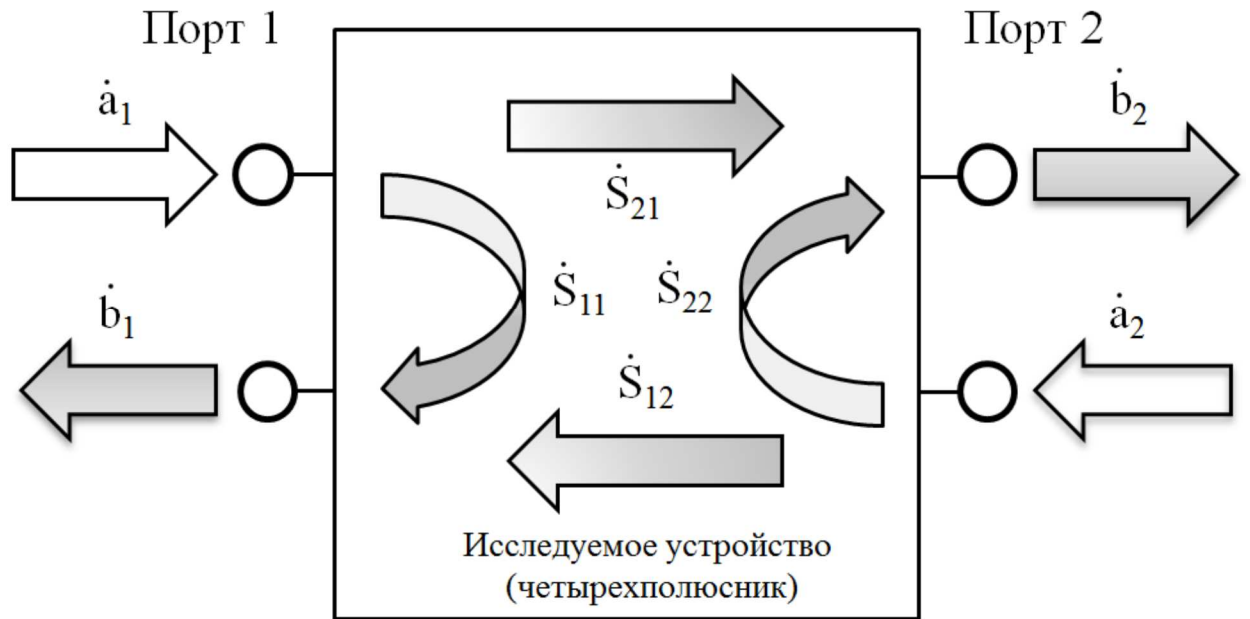 Порт 1
Порт 2
ȧ₁
ḃ₂
Ṡ₂₁
Ṡ₁₁
Ṡ₂₂
ḃ₁
ȧ₂
Ṡ₁₂
Исследуемое устройство
(четырехполюсник)